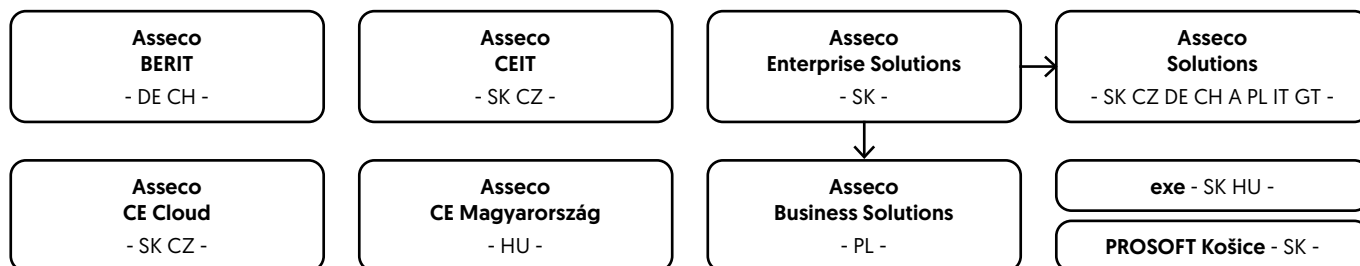 Asseco
BERIT
- DE CH -
Asseco
CEIT
- SK CZ -
Asseco
Enterprise Solutions
- SK -
Asseco
Solutions
- SK CZ DE CH A PL IT GT -
Asseco
CE Cloud
- SK CZ -
Asseco
CE Magyarország
- HU -
Asseco
Business Solutions
- PL -
exe - SK HU -
PROSOFT Košice - SK -